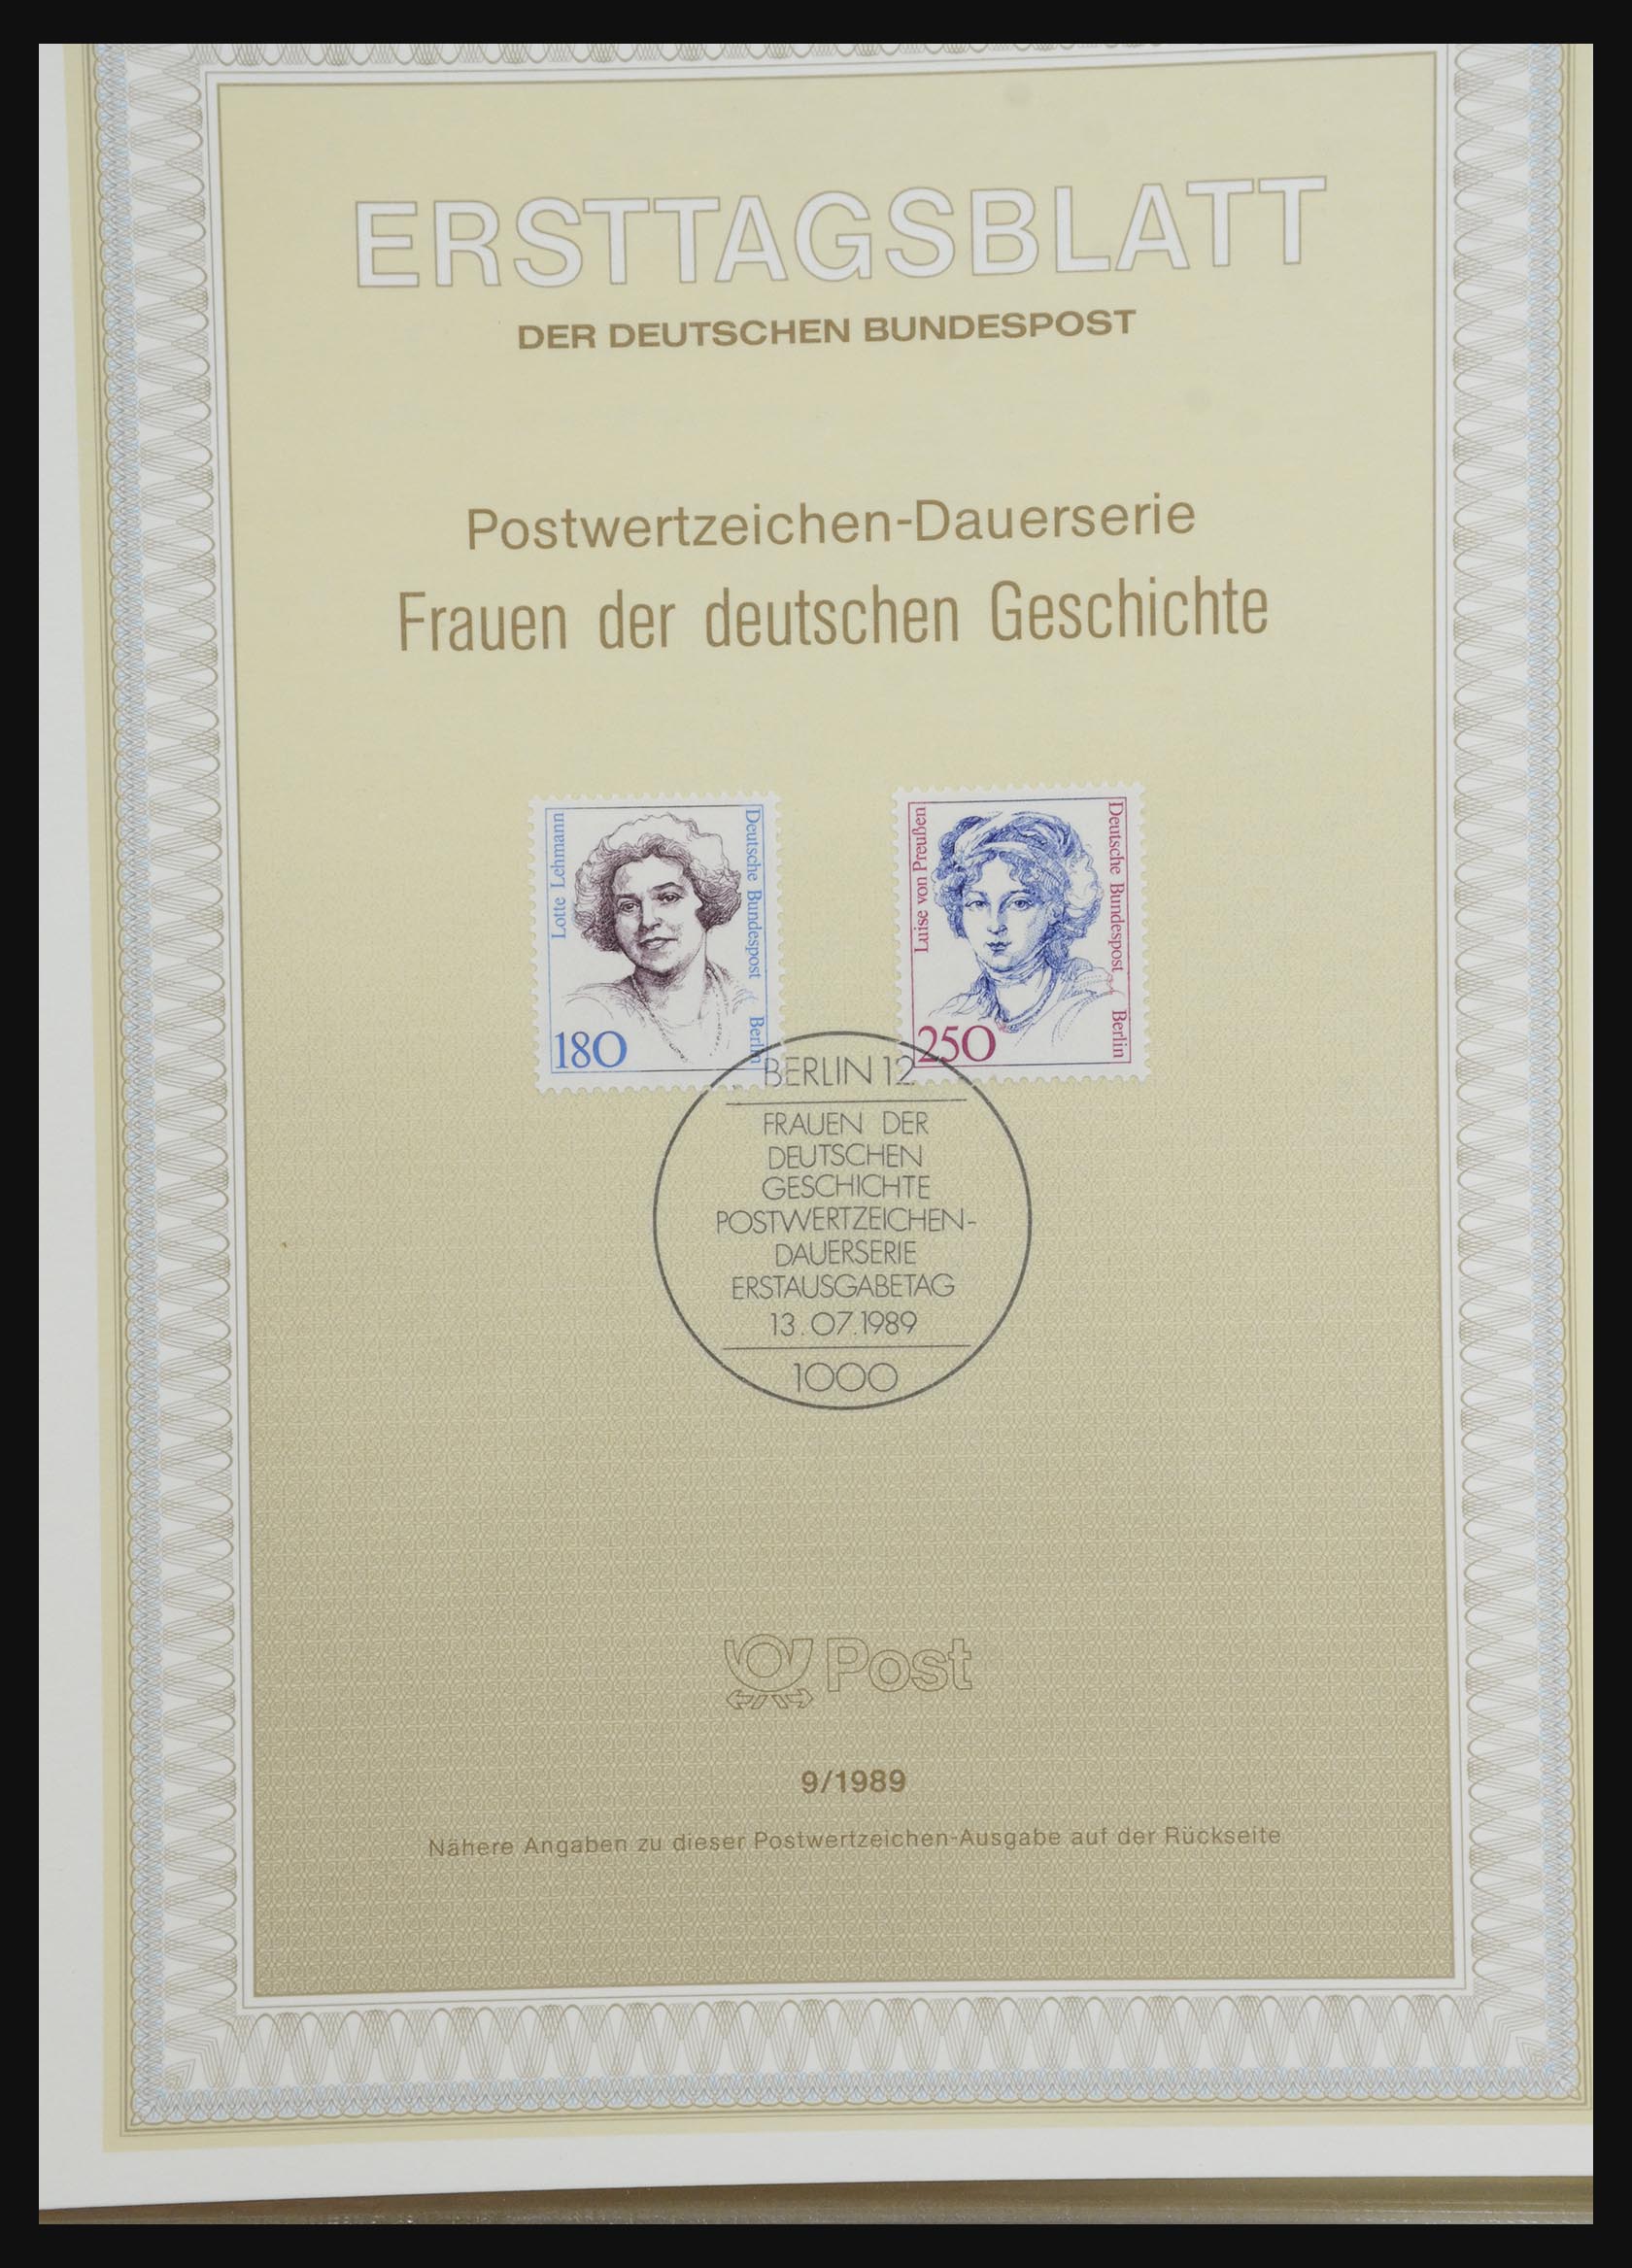 ERSTTAGSBLATT
DER DEUTSCHEN BUNDESPOST
Postwertzeichen-Dauerserie
Frauen der deutschen Geschichte
Lotte Lehmann
Deutsche Bundespost Berlin
180
Luise von Preußen
Deutsche Bundespost Berlin
250
BERLIN 12
FRAUEN DER
DEUTSCHEN
GESCHICHTE
POSTWERTZEICHEN-
DAUERSERIE
ERSTAUSGABETAG
13.07.1989
1000
Post
9/1989
Nähere Angaben zu dieser Postwertzeichen-Ausgabe auf der Rückseite